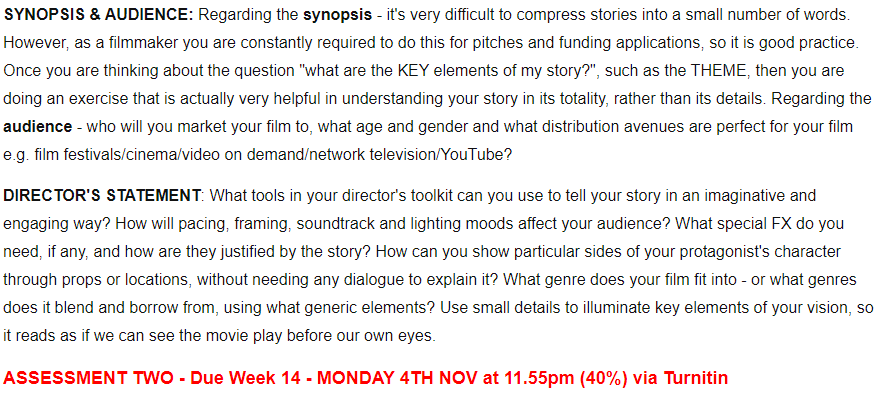 SYNOPSIS & AUDIENCE: Regarding the synopsis - it's very difficult to compress stories into a small number of words.
However, as a filmmaker you are constantly required to do this for pitches and funding applications, so it is good practice.
Once you are thinking about the question "what are the KEY elements of my story?", such as the THEME, then you are
doing an exercise that is actually very helpful in understanding your story in its totality, rather than its details. Regarding the
audience - who will you market your film to, what age and gender and what distribution avenues are perfect for your film
e.g. film festivals/cinema/video on demand/network television/YouTube?
DIRECTOR'S STATEMENT: What tools in your director's toolkit can you use to tell your story in an imaginative and
engaging way? How will pacing, framing, soundtrack and lighting moods affect your audience? What special FX do you
need, if any, and how are they justified by the story? How can you show particular sides of your protagonist's character
through props or locations, without needing any dialogue to explain it? What genre does your film fit into - or what genres
does it blend and borrow from, using what generic elements? Use small details to illuminate key elements of your vision, so
it reads as if we can see the movie play before our own eyes.
ASSESSMENT TWO - Due Week 14 - MONDAY 4TH NOV at 11.55pm (40%) via Turnitin